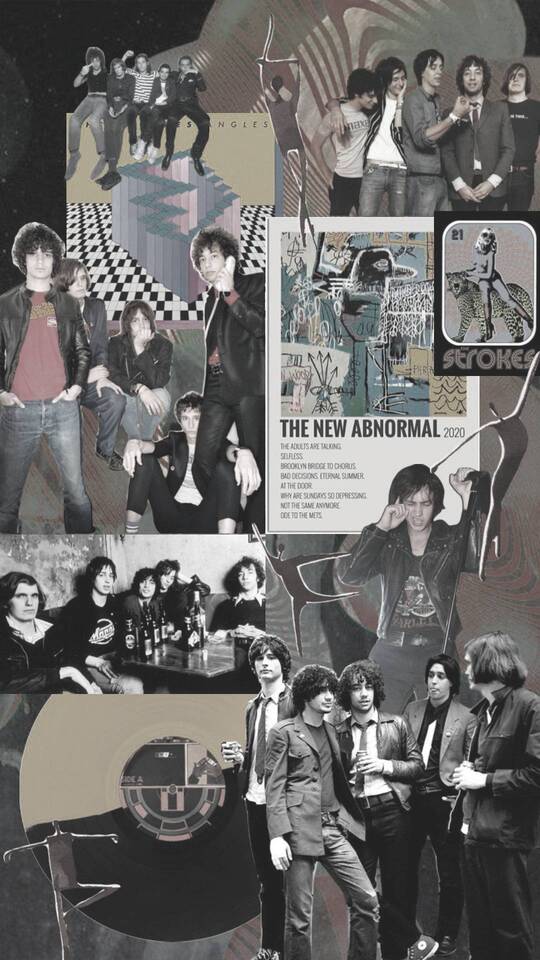 ANGLES
21
STROKES
THE NEW ABNORMAL 2020
THE ADULTS ARE TALKING.
SELFLESS.
BROOKLYN BRIDGE TO CHORUS.
BAD DECISIONS. ETERNAL SUMMER.
AT THE DOOR.
WHY ARE SUNDAYS SO DEPRESSING.
NOT THE SAME ANYMORE.
ODE TO THE METS.
SIDE A